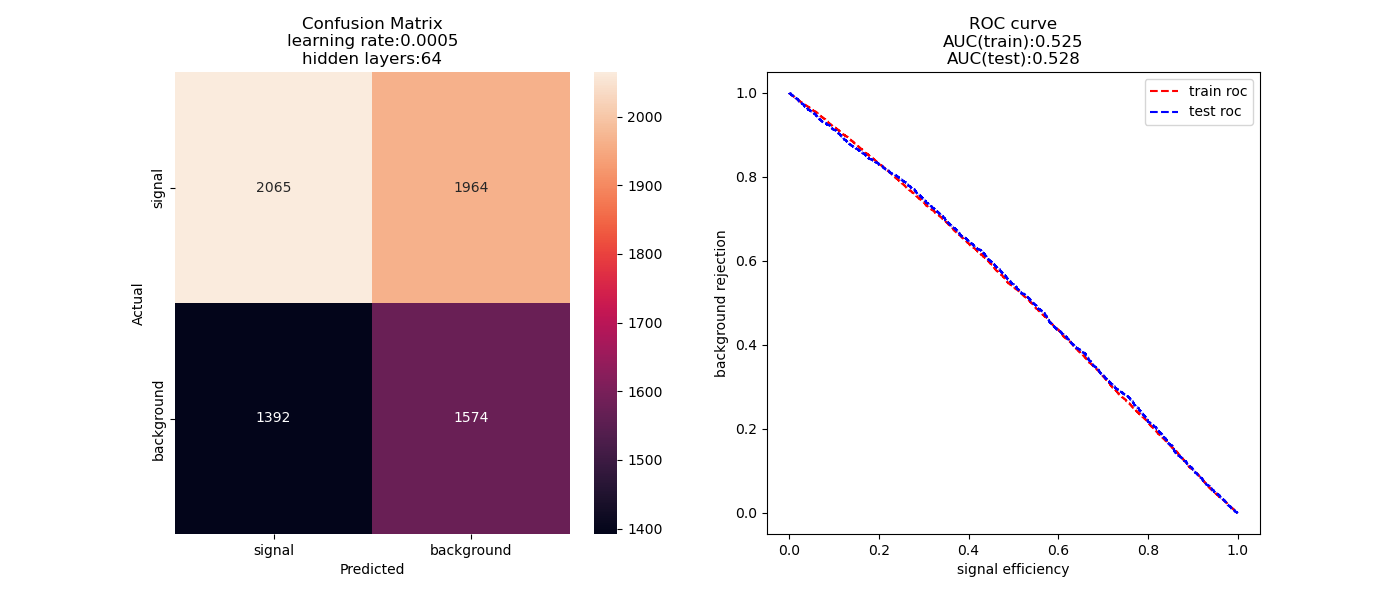 Confusion Matrix
learning rate:0.0005
hidden layers:64
signal
background
Actual
2065
1964
1392
1574
signal
background
Predicted
2000
1900
1800
1700
1600
1500
1400
ROC curve
AUC(train):0.525
AUC(test):0.528
train roc
test roc
background rejection
1.0
0.8
0.6
0.4
0.2
0.0
0.0 0.2 0.4 0.6 0.8 1.0
signal efficiency